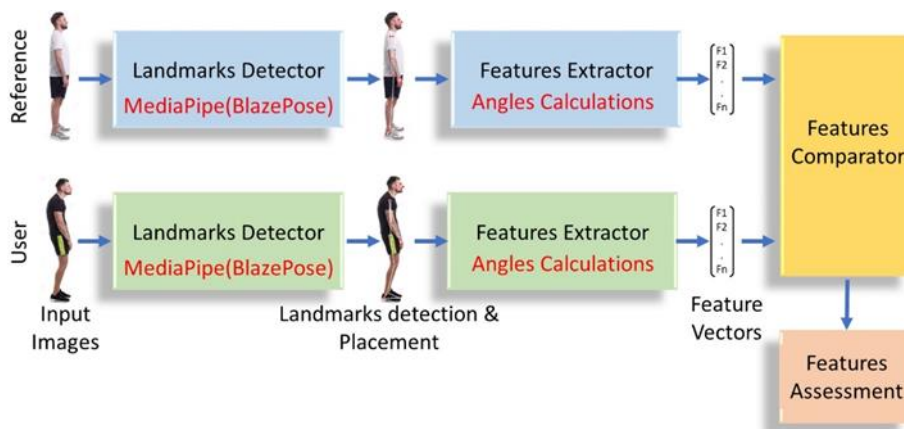 Reference
Landmarks Detector
MediaPipe(BlazePose)
Features Extractor
Angles Calculations
F1
F2
.
.
Fn
Features
Comparator
User
Landmarks Detector
MediaPipe(BlazePose)
Features Extractor
Angles Calculations
F1
F2
.
.
Fn
Input
Images
Landmarks detection &
Placement
Feature
Vectors
Features
Assessment